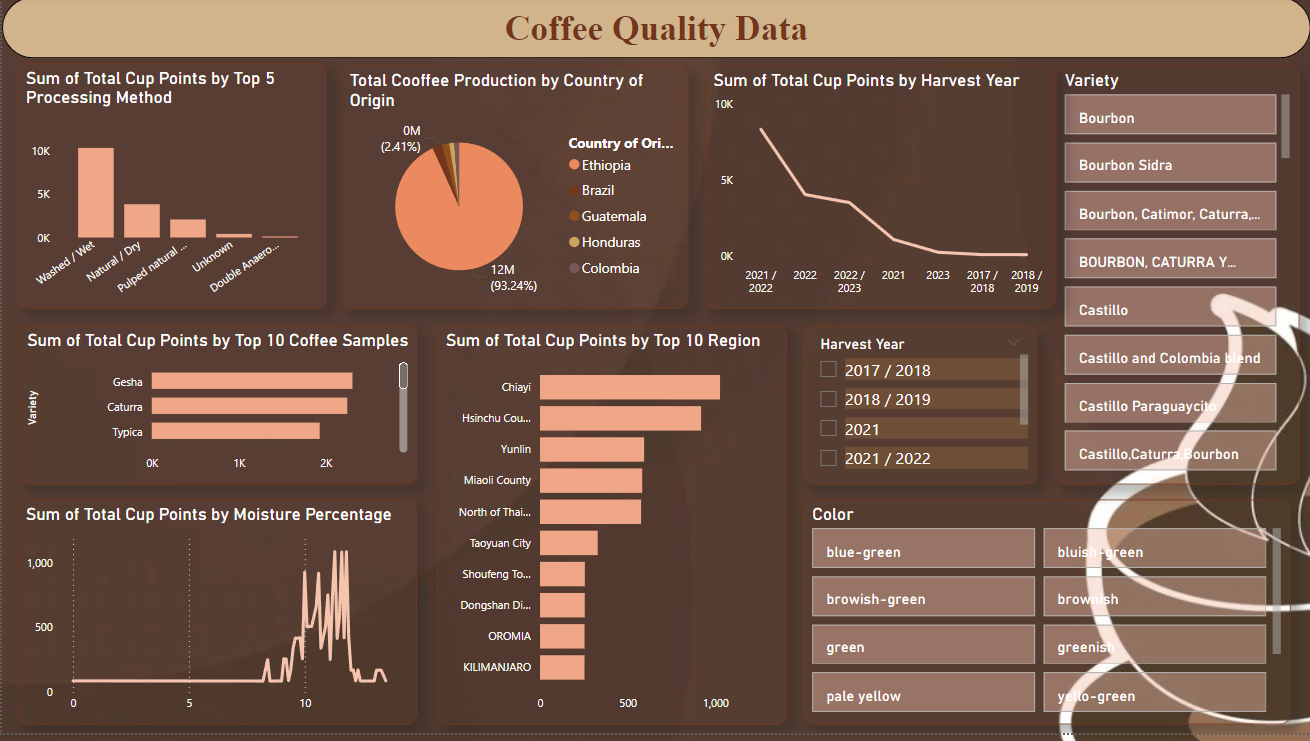 Coffee Quality Data
Sum of Total Cup Points by Top 5
Processing Method
10K
5K
0K
Washed / Wet
Natural / Dry
Pulped natural ...
Unknown
Double Anaero...
Total Cooffee Production by Country of
Origin
0M
(2.41%)
12M
(93.24%)
Country of Ori...
Ethiopia
Brazil
Guatemala
Honduras
Colombia
Sum of Total Cup Points by Harvest Year
10K
5K
0K
2021 /
2022
2022
2022 /
2023
2021
2023
2017 /
2018
2018 /
2019
Variety
Bourbon
Bourbon Sidra
Bourbon, Catimor, Caturra,...
BOURBON, CATURRA Y...
Castillo
Castillo and Colombia blend
Castillo Paraguaycito
Castillo,Caturra,Bourbon
Sum of Total Cup Points by Top 10 Coffee Samples
Variety
Gesha
Caturra
Typica
0K
1K
2K
Sum of Total Cup Points by Top 10 Region
Chiayi
Hsinchu Cou...
Yunlin
Miaoli County
North of Thai...
Taoyuan City
Shoufeng To...
Dongshan Di...
OROMIA
KILIMANJARO
0
500
1,000
Harvest Year
2017 / 2018
2018 / 2019
2021
2021 / 2022
Sum of Total Cup Points by Moisture Percentage
1,000
500
0
0
5
10
Color
blue-green
bluish-green
browish-green
brownish
green
greenish
pale yellow
yello-green